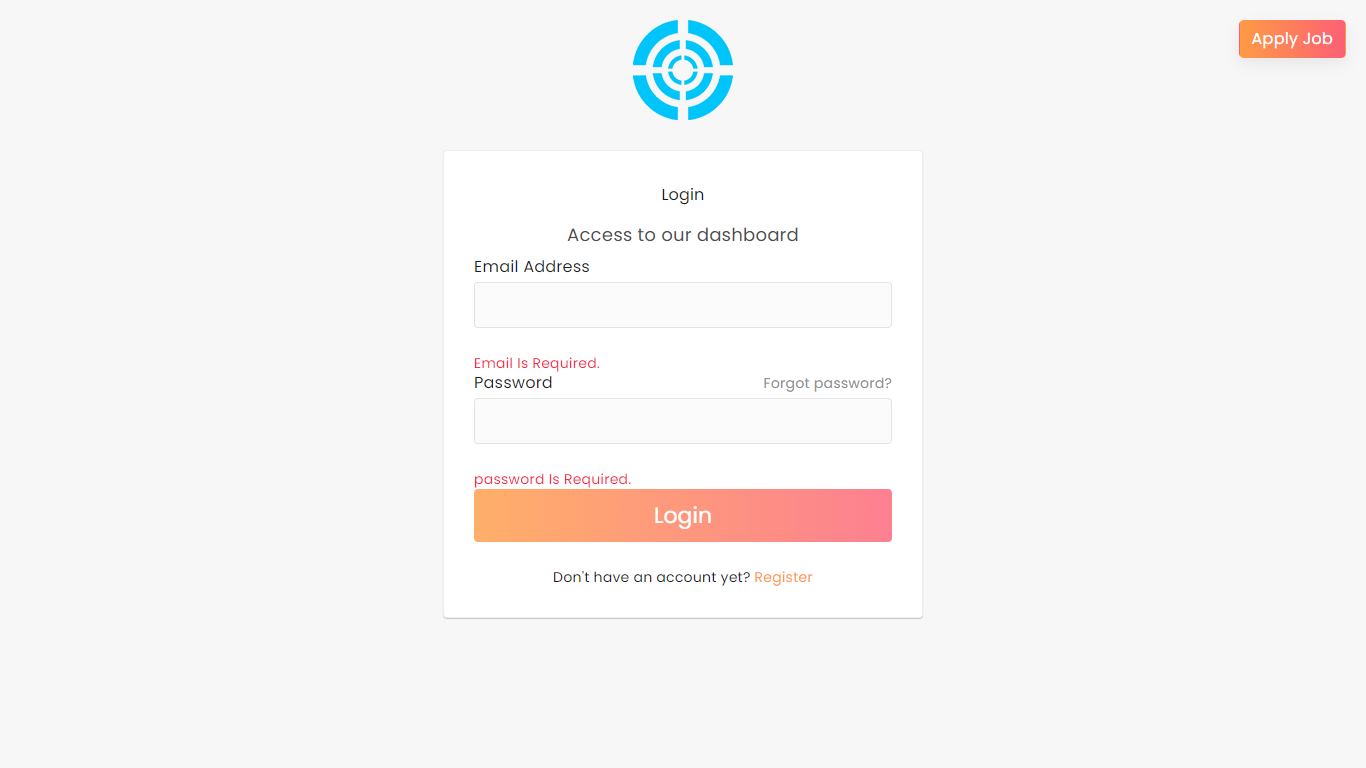 Apply Job
Login
Access to our dashboard
Email Address
Email Is Required.
Password Forgot password?
password Is Required.
Login
Don't have an account yet? Register